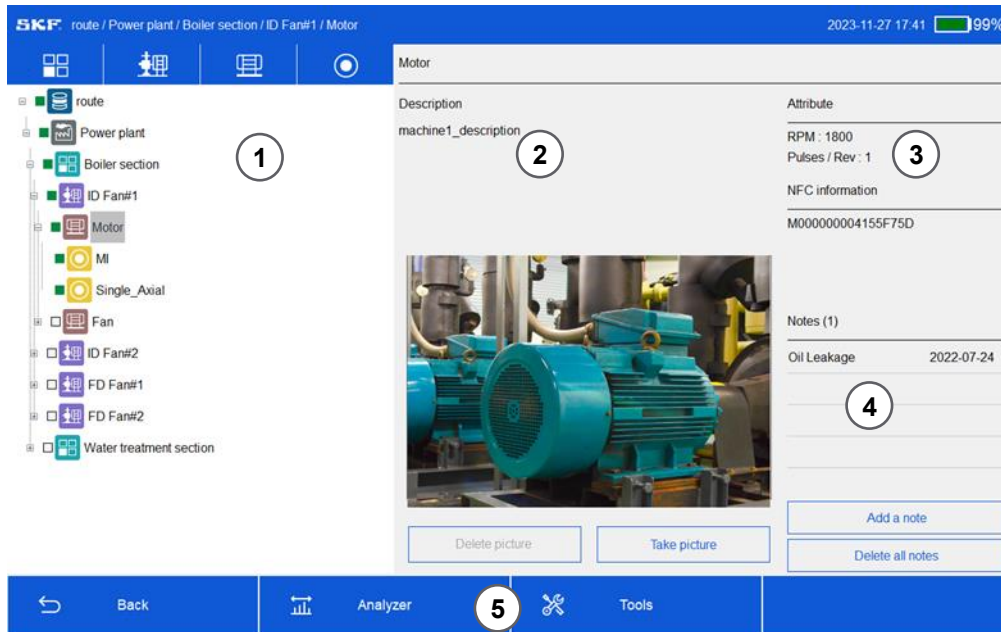 SKF. route / Power plant / Boiler section / ID Fan#1 / Motor
2023-11-27 17:41
99%
route
Power plant
Boiler section
ID Fan#1
Motor
MI
Single_Axial
Fan
ID Fan#2
FD Fan#1
FD Fan#2
Water treatment section
1
Motor
Description
machine1_description
2
Attribute
RPM : 1800
Pulses / Rev : 1
3
NFC information
M000000004155F75D
Notes (1)
Oil Leakage 2022-07-24
4
Delete picture
Take picture
Add a note
Delete all notes
Back
Analyzer
5
Tools